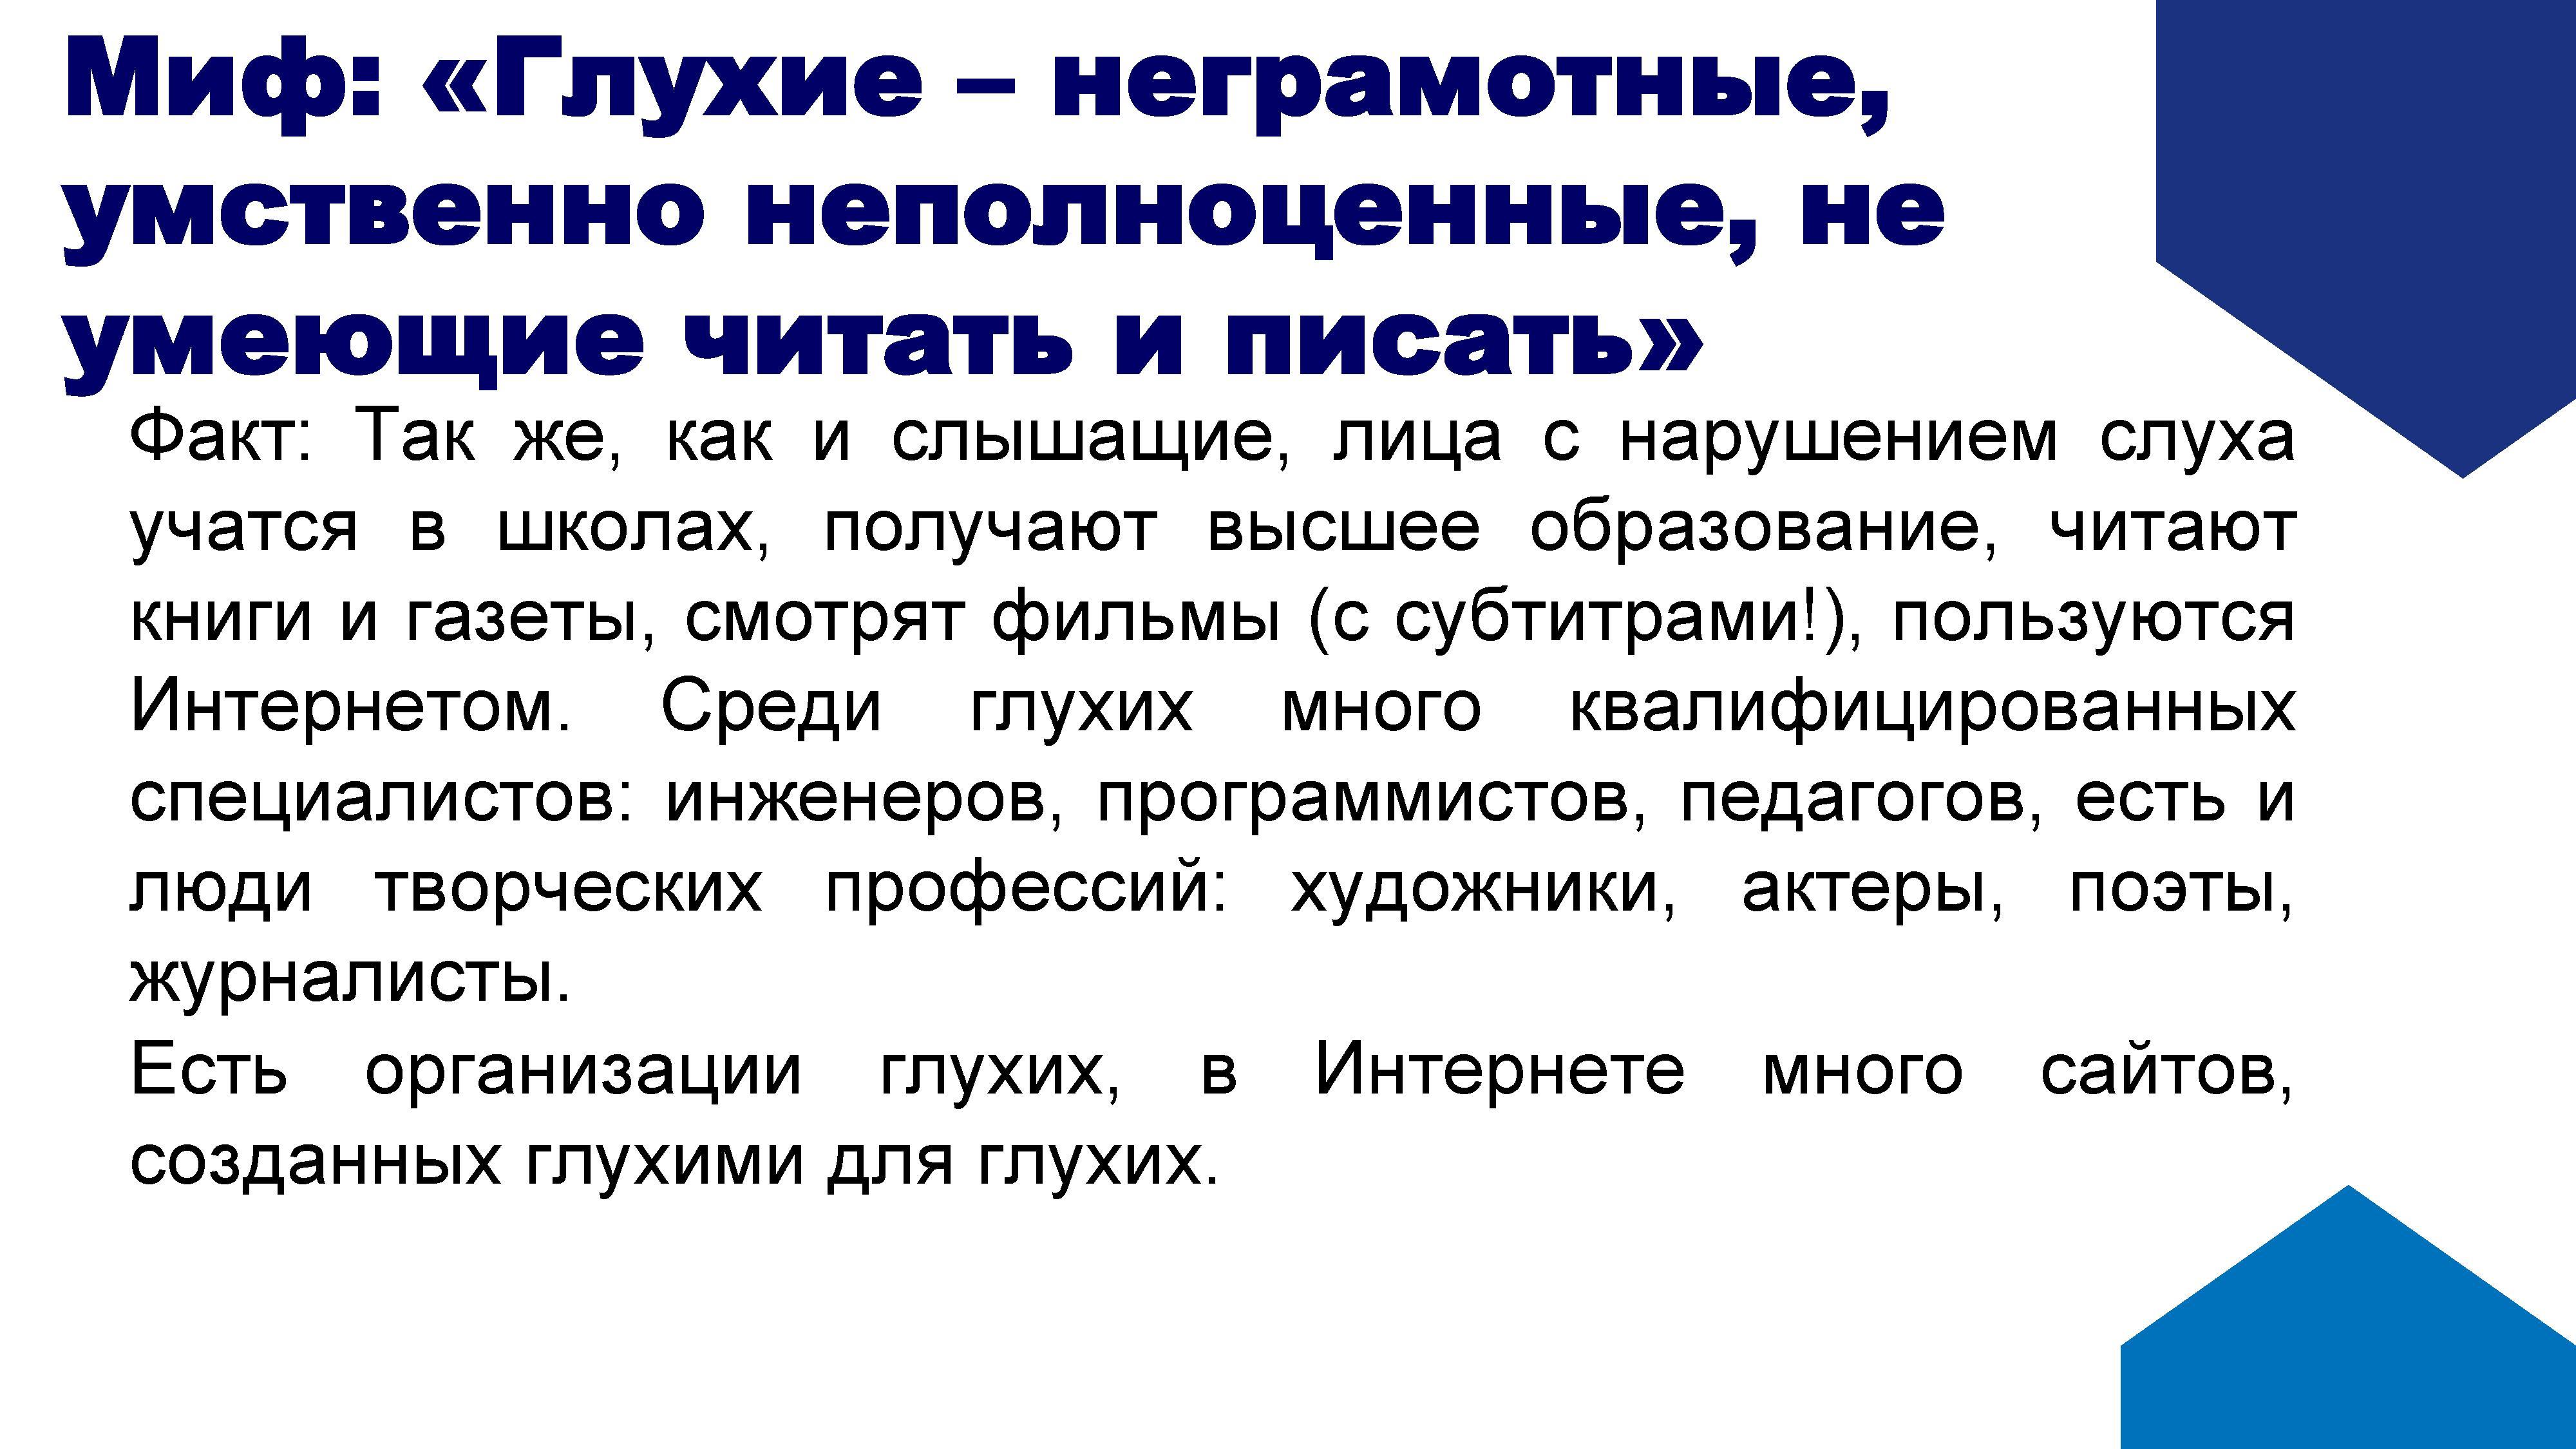 Миф: «Глухие – неграмотные,
умственно неполноценные, не
умеющие читать и писать»
Факт: Так же, как и слышащие, лица с нарушением слуха
учатся в школах, получают высшее образование, читают
книги и газеты, смотрят фильмы (с субтитрами!), пользуются
Интернетом. Среди глухих много квалифицированных
специалистов: инженеров, программистов, педагогов, есть и
люди творческих профессий: художники, актеры, поэты,
журналисты.
Есть организации глухих, в Интернете много сайтов,
созданных глухими для глухих.